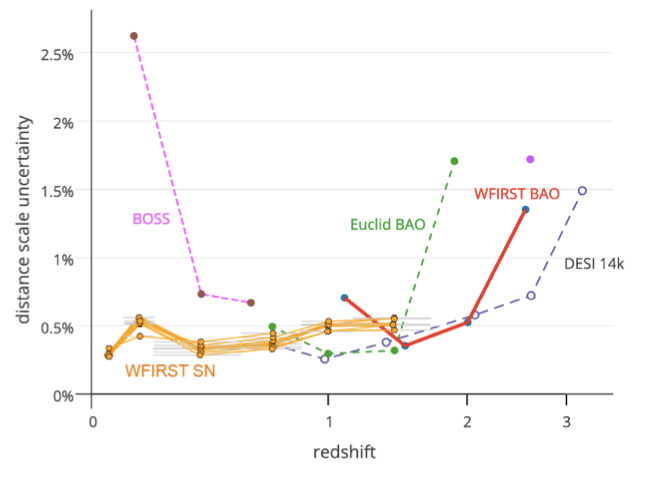 2.5%
2%
1.5%
1%
0.5%
0%
distance scale uncertainty
BOSS
Euclid BAO
WFIRST BAO
DESI 14k
WFIRST SN
0
1
2
3
redshift